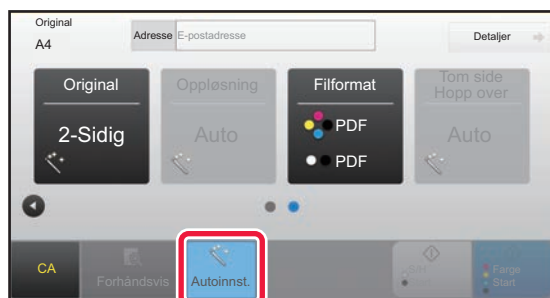 Original
A4
Adresse E-postadresse
Detaljer
Original
2-Sidig
Oppløsning
Auto
Filformat
PDF
PDF
Tom side
Hopp over
Auto
CA
Forhåndsvis
Autoinnst.
Farge
Start